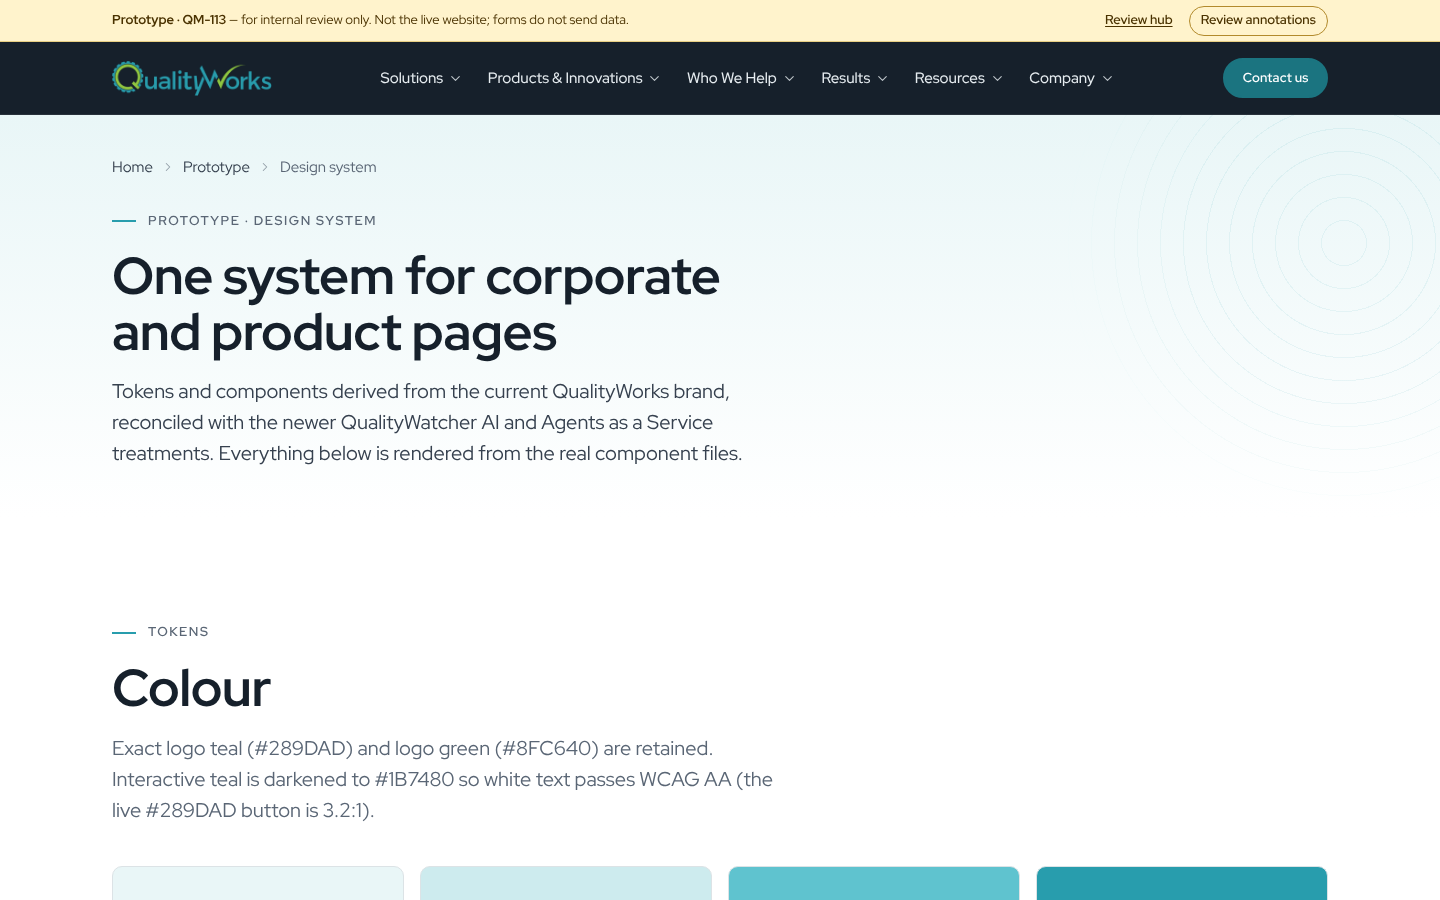 Prototype · QM-113 — for internal review only. Not the live website; forms do not send data.
Review hub
Review annotations
QualityWorks
Solutions
Products & Innovations
Who We Help
Results
Resources
Company
Contact us
Home
Prototype
Design system
PROTOTYPE · DESIGN SYSTEM
One system for corporate
and product pages
Tokens and components derived from the current QualityWorks brand,
reconciled with the newer QualityWatcher AI and Agents as a Service
treatments. Everything below is rendered from the real component files.
TOKENS
Colour
Exact logo teal (#289DAD) and logo green (#8FC640) are retained.
Interactive teal is darkened to #1B7480 so white text passes WCAG AA (the
live #289DAD button is 3.2:1).